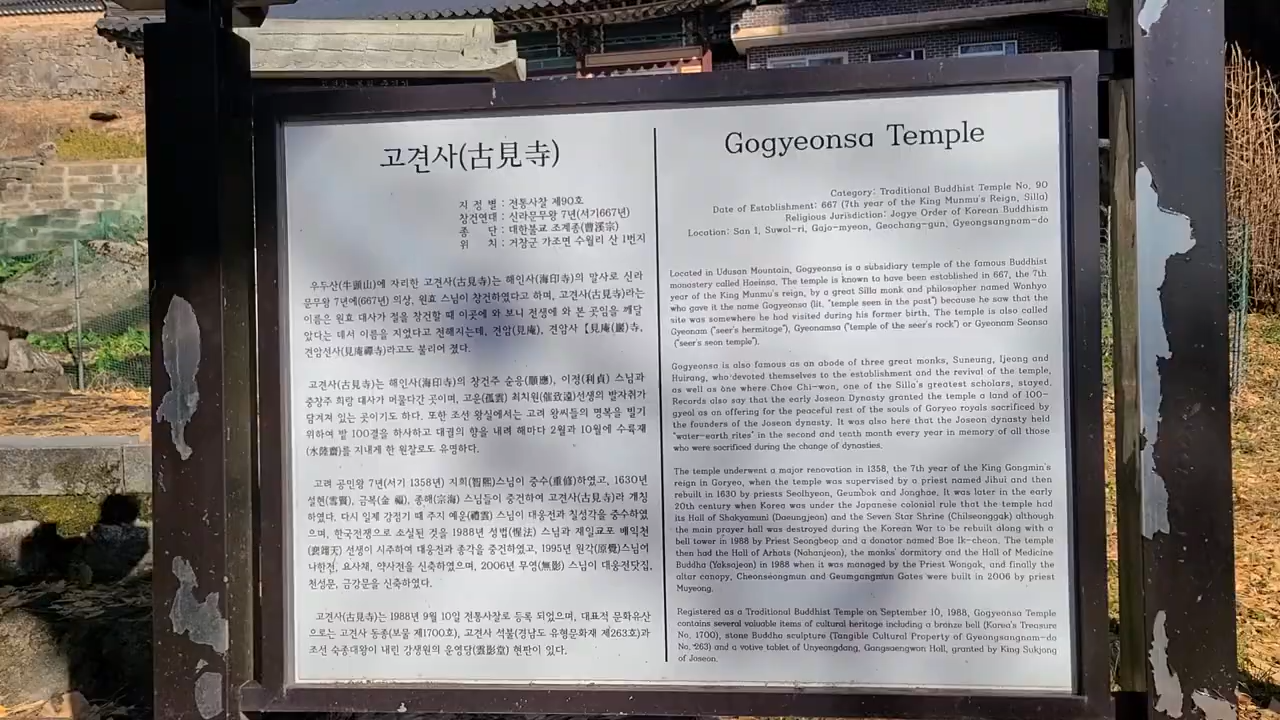 고견사(古見寺)
지 정 별 : 전통사찰 제90호
창건연대 : 신라문무왕 7년(서기667년)
종 단 : 대한불교 조계종(曹溪宗)
위 치 : 거창군 가조면 수월리 산 1번지
우두산(牛頭山)에 자리한 고견사(古見寺)는 해인사(海印寺)의 말사로 신라
문무왕 7년에(667년) 의상, 원효 스님이 창건하였다고 하며, 고견사(古見寺)라는
이름은 원효 대사가 절을 창건할 때 이곳에 와 보니 전생에 와 본 곳임을 깨달
았다는 데서 이름을 지었다고 전해지는데, 견암(見庵), 견암사【見庵(巖)寺,
견암선사(見庵禪寺)라고도 불리어 졌다.
고견사(古見寺)는 해인사(海印寺)의 창건주 순응(順應), 이정(利貞) 스님과
중창주 희랑 대사가 머물다간 곳이며, 고운(孤雲) 최치원(崔致遠)선생의 발자취가
담겨져 있는 곳이기도 하다. 또한 조선 왕실에서는 고려 왕씨들의 명복을 빌기
위하여 밭 100결을 하사하고 대궐의 향을 내려 해마다 2월과 10월에 수륙재
(水陸齋)를 지내게 한 원찰로도 유명하다.
고려 공민왕 7년(서기 1358년) 지희(智熙)스님이 중수(重修)하였고, 1630년
설현(雪賢), 금복(金 福), 종해(宗海) 스님들이 중건하여 고견사(古見寺)라 개칭
하였다. 다시 일제 강점기 때 주지 예운(禮雲) 스님이 대웅전과 칠성각을 중수하였
으며, 한국전쟁으로 소실된 것을 1988년 성법(惺法) 스님과 재일교포 배익천
(裵翊天) 선생이 시주하여 대웅전과 종각을 중건하였고, 1995년 원각(原覺)스님이
나한전, 요사채, 약사전을 신축하였으며, 2006년 무영(無影) 스님이 대웅전닷집,
천성문, 금강문을 신축하였다.
고견사(古見寺)는 1988년 9월 10일 전통사찰로 등록 되었으며, 대표적 문화유산
으로는 고견사 동종(보물 제1700호), 고견사 석불(경남도 유형문화재 제263호)과
조선 숙종대왕이 내린 강생원의 운영당(雲影堂) 현판이 있다.
Gogyeonsa Temple
Category: Traditional Buddhist Temple No. 90
Date of Establishment: 667 (7th year of the King Munmu's Reign, Silla)
Religious Jurisdiction: Jogye Order of Korean Buddhism
Location: San 1, Suwol-ri, Gajo-myeon, Geochang-gun, Gyeongsangnam-do
Located in Udusan Mountain, Gogyeonsa is a subsidiary temple of the famous Buddhist
monastery called Haeinsa. The temple is known to have been established in 667, the 7th
year of the King Munmu's reign, by a great Silla monk and philosopher named Wonhyo
who gave it the name Gogyeonsa (lit. "temple seen in the past") because he saw that the
site was somewhere he had visited during his former birth. The temple is also called
Gyeonam ("seer's hermitage"), Gyeonamsa ("temple of the seer's rock") or Gyeonam Seonsa
("seer's seon temple").
Gogyeonsa is also famous as an abode of three great monks, Suneung, Ijeong and
Huirang, who devoted themselves to the establishment and the revival of the temple,
as well as one where Choe Chi-won, one of the Silla's greatest scholars, stayed.
Records also say that the early Joseon Dynasty granted the temple a land of 100-
gyeol as an offering for the peaceful rest of the souls of Goryeo royals sacrificed by
the founders of the Joseon dynasty. It was also here that the Joseon dynasty held
"water-earth rites" in the second and tenth month every year in memory of all those
who were sacrificed during the change of dynasties.
The temple underwent a major renovation in 1358, the 7th year of the King Gongmin's
reign in Goryeo, when the temple was supervised by a priest named Jihui and then
rebuilt in 1630 by priests Seolhyeon, Geumbok and Jonghae. It was later in the early
20th century when Korea was under the Japanese colonial rule that the temple had
its Hall of Shakyamuni (Daeungjeon) and the Seven Star Shrine (Chilseonggak) although
the main prayer hall was destroyed during the Korean War to be rebuilt along with a
bell tower in 1988 by Priest Seongbeop and a donator named Bae Ik-cheon. The temple
then had the Hall of Arhats (Nahanjeon), the monks' dormitory and the Hall of Medicine
Buddha (Yaksajeon) in 1988 when it was managed by the Priest Wongak, and finally the
altar canopy, Cheonseongmun and Geumgangmun Gates were built in 2006 by priest
Muyeong.
Registered as a Traditional Buddhist Temple on September 10, 1988, Gogyeonsa Temple
contains several valuable items of cultural heritage including a bronze bell (Korea's Treasure
No. 1700), stone Buddha sculpture (Tangible Cultural Property of Gyeongsangnam-do
No. 263) and a votive tablet of Unyeongdang, Gangsaengwon Hall, granted by King Sukjong
of Joseon.